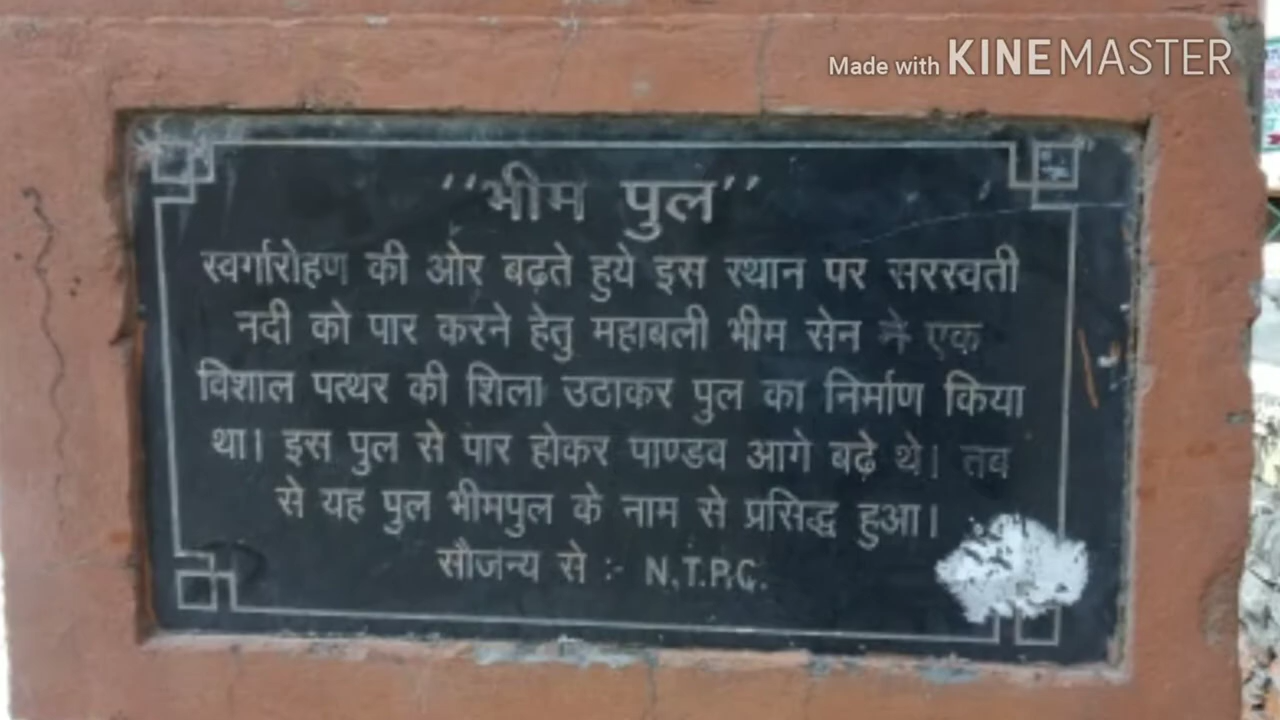 Made with KINEMASTER
"भीम पुल"
स्वर्गारोहण की ओर बढ़ते हुये इस स्थान पर सरस्वती
नदी को पार करने हेतु महाबली भीम सेन ने एक
विशाल पत्थर की शिला उठाकर पुल का निर्माण किया
था। इस पुल से पार होकर पाण्डव आगे बढ़े थे। तब
से यह पुल भीमपुल के नाम से प्रसिद्ध हुआ।
सौजन्य से :- N.T.P.C.